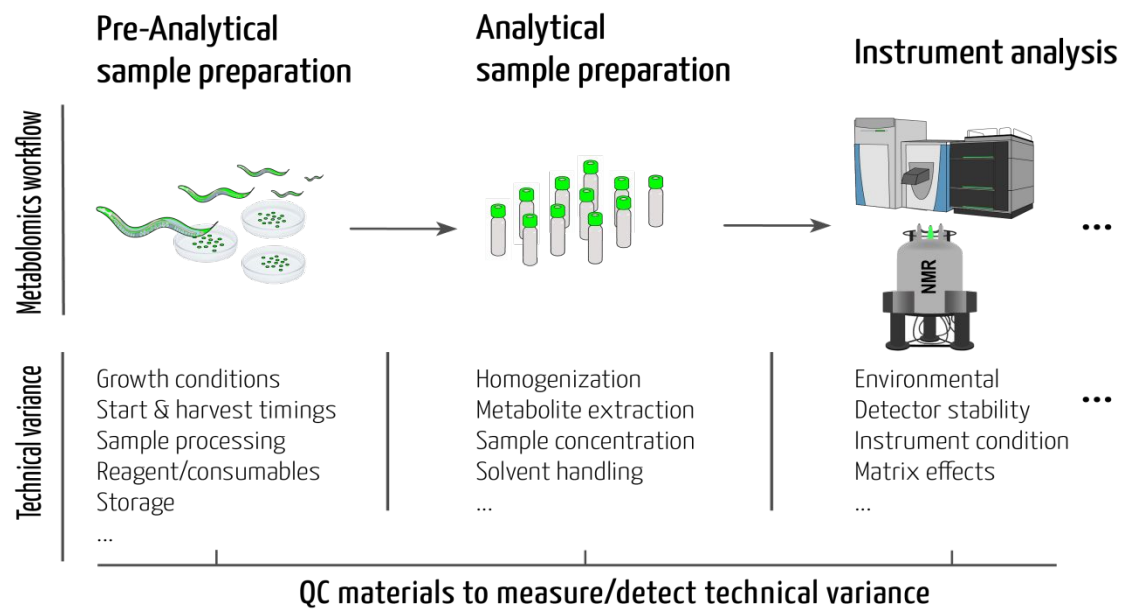 Pre-Analytical
sample preparation
Analytical
sample preparation
Instrument analysis
Metabolomics workflow
...
NMR
Technical variance
Growth conditions
Start & harvest timings
Sample processing
Reagent/consumables
Storage
...
Homogenization
Metabolite extraction
Sample concentration
Solvent handling
...
Environmental
Detector stability
Instrument condition
Matrix effects
...
...
QC materials to measure/detect technical variance